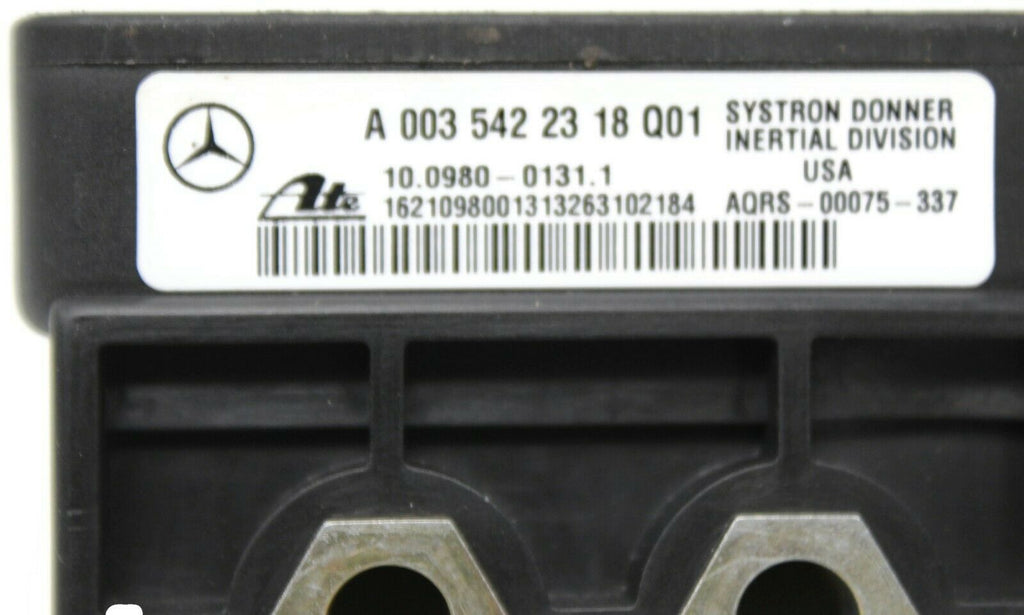 A 003 542 23 18 Q01
SYSTRON DONNER
INERTIAL DIVISION
USA
Ate
10.0980-0131.1
1621098001313263102184
AQRS-00075-337